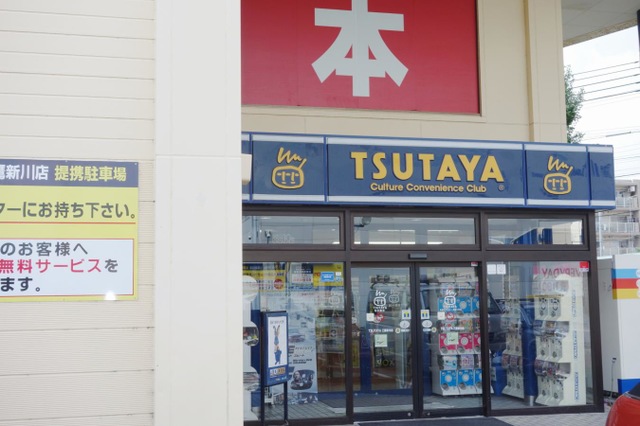 本
TSUTAYA
Culture Convenience Club
新川店 提携駐車場
ターにお持ち下さい。
のお客様へ
無料サービスを
ます。